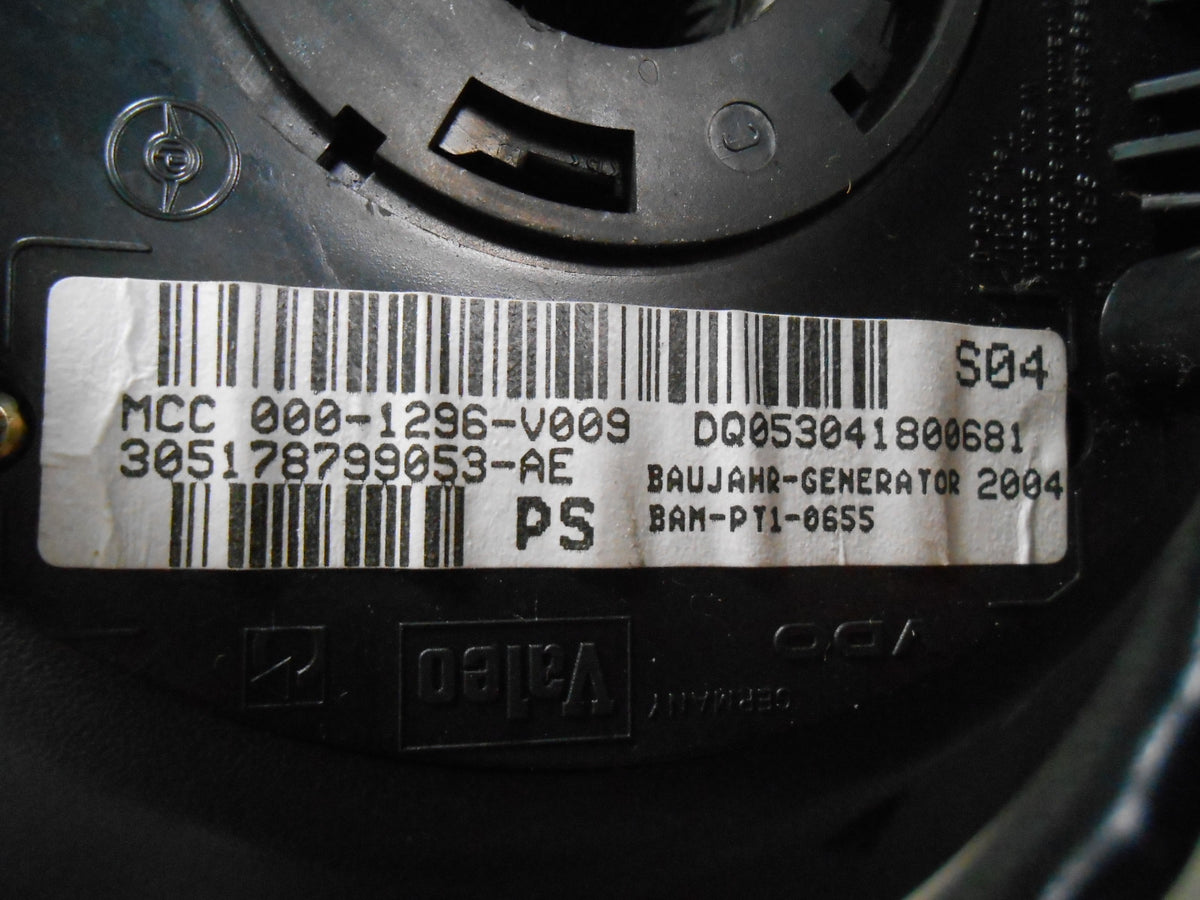 S04
MCC 000-1296-V009 DQ053041800681
305178799053-AE BAUJAHR-GENERATOR 2004
PS BAM-PT1-0655
VDO
Valeo
GERMANY